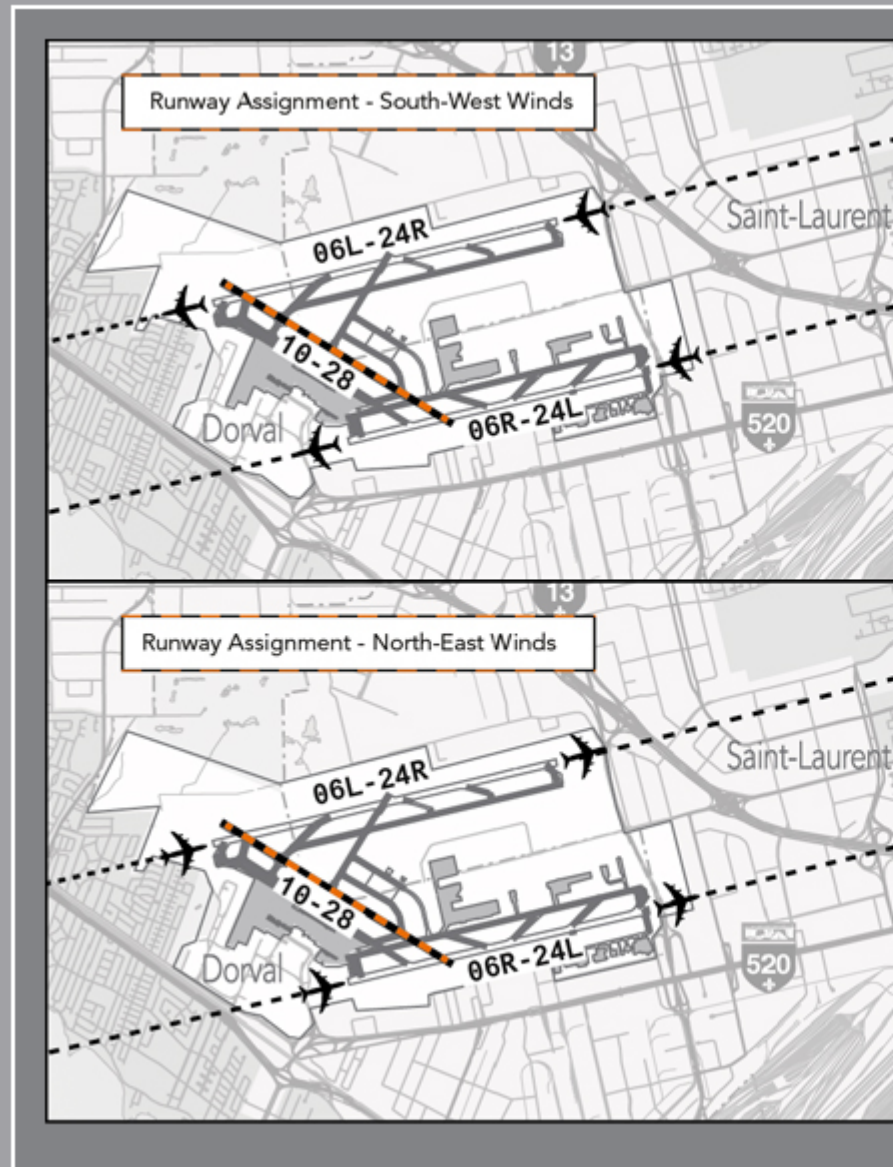 13
Runway Assignment - South-West Winds
Saint-Laurent
06L-24R
10-28
Dorval
06R-24L
520
13
Runway Assignment - North-East Winds
Saint-Laurent
06L-24R
10-28
Dorval
06R-24L
520